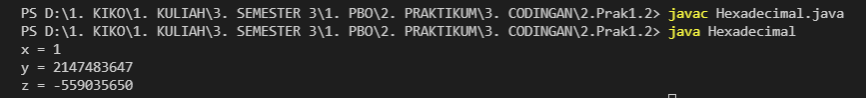 PS D:\1. KIKO\1. KULIAH\3. SEMESTER 3\1. PBO\2. PRAKTIKUM\3. CODINGAN\2.Prak1.2> javac Hexadecimal.java
PS D:\1. KIKO\1. KULIAH\3. SEMESTER 3\1. PBO\2. PRAKTIKUM\3. CODINGAN\2.Prak1.2> java Hexadecimal
x = 1
y = 2147483647
z = -559035650